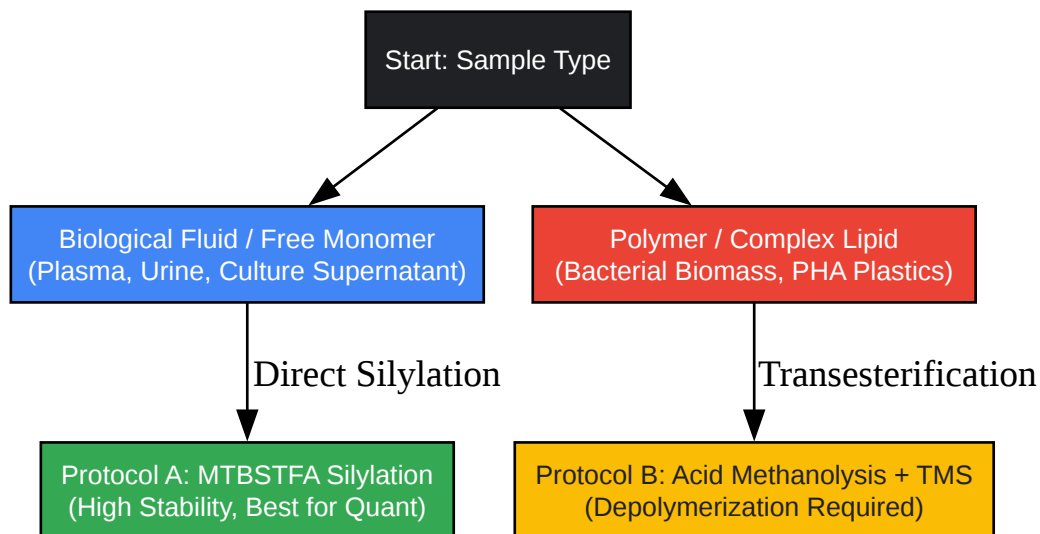 Start: Sample Type
Biological Fluid / Free Monomer
(Plasma, Urine, Culture Supernatant)
Polymer / Complex Lipid
(Bacterial Biomass, PHA Plastics)
Direct Silylation
Transesterification
Protocol A: MTBSTFA Silylation
(High Stability, Best for Quant)
Protocol B: Acid Methanolysis + TMS
(Depolymerization Required)